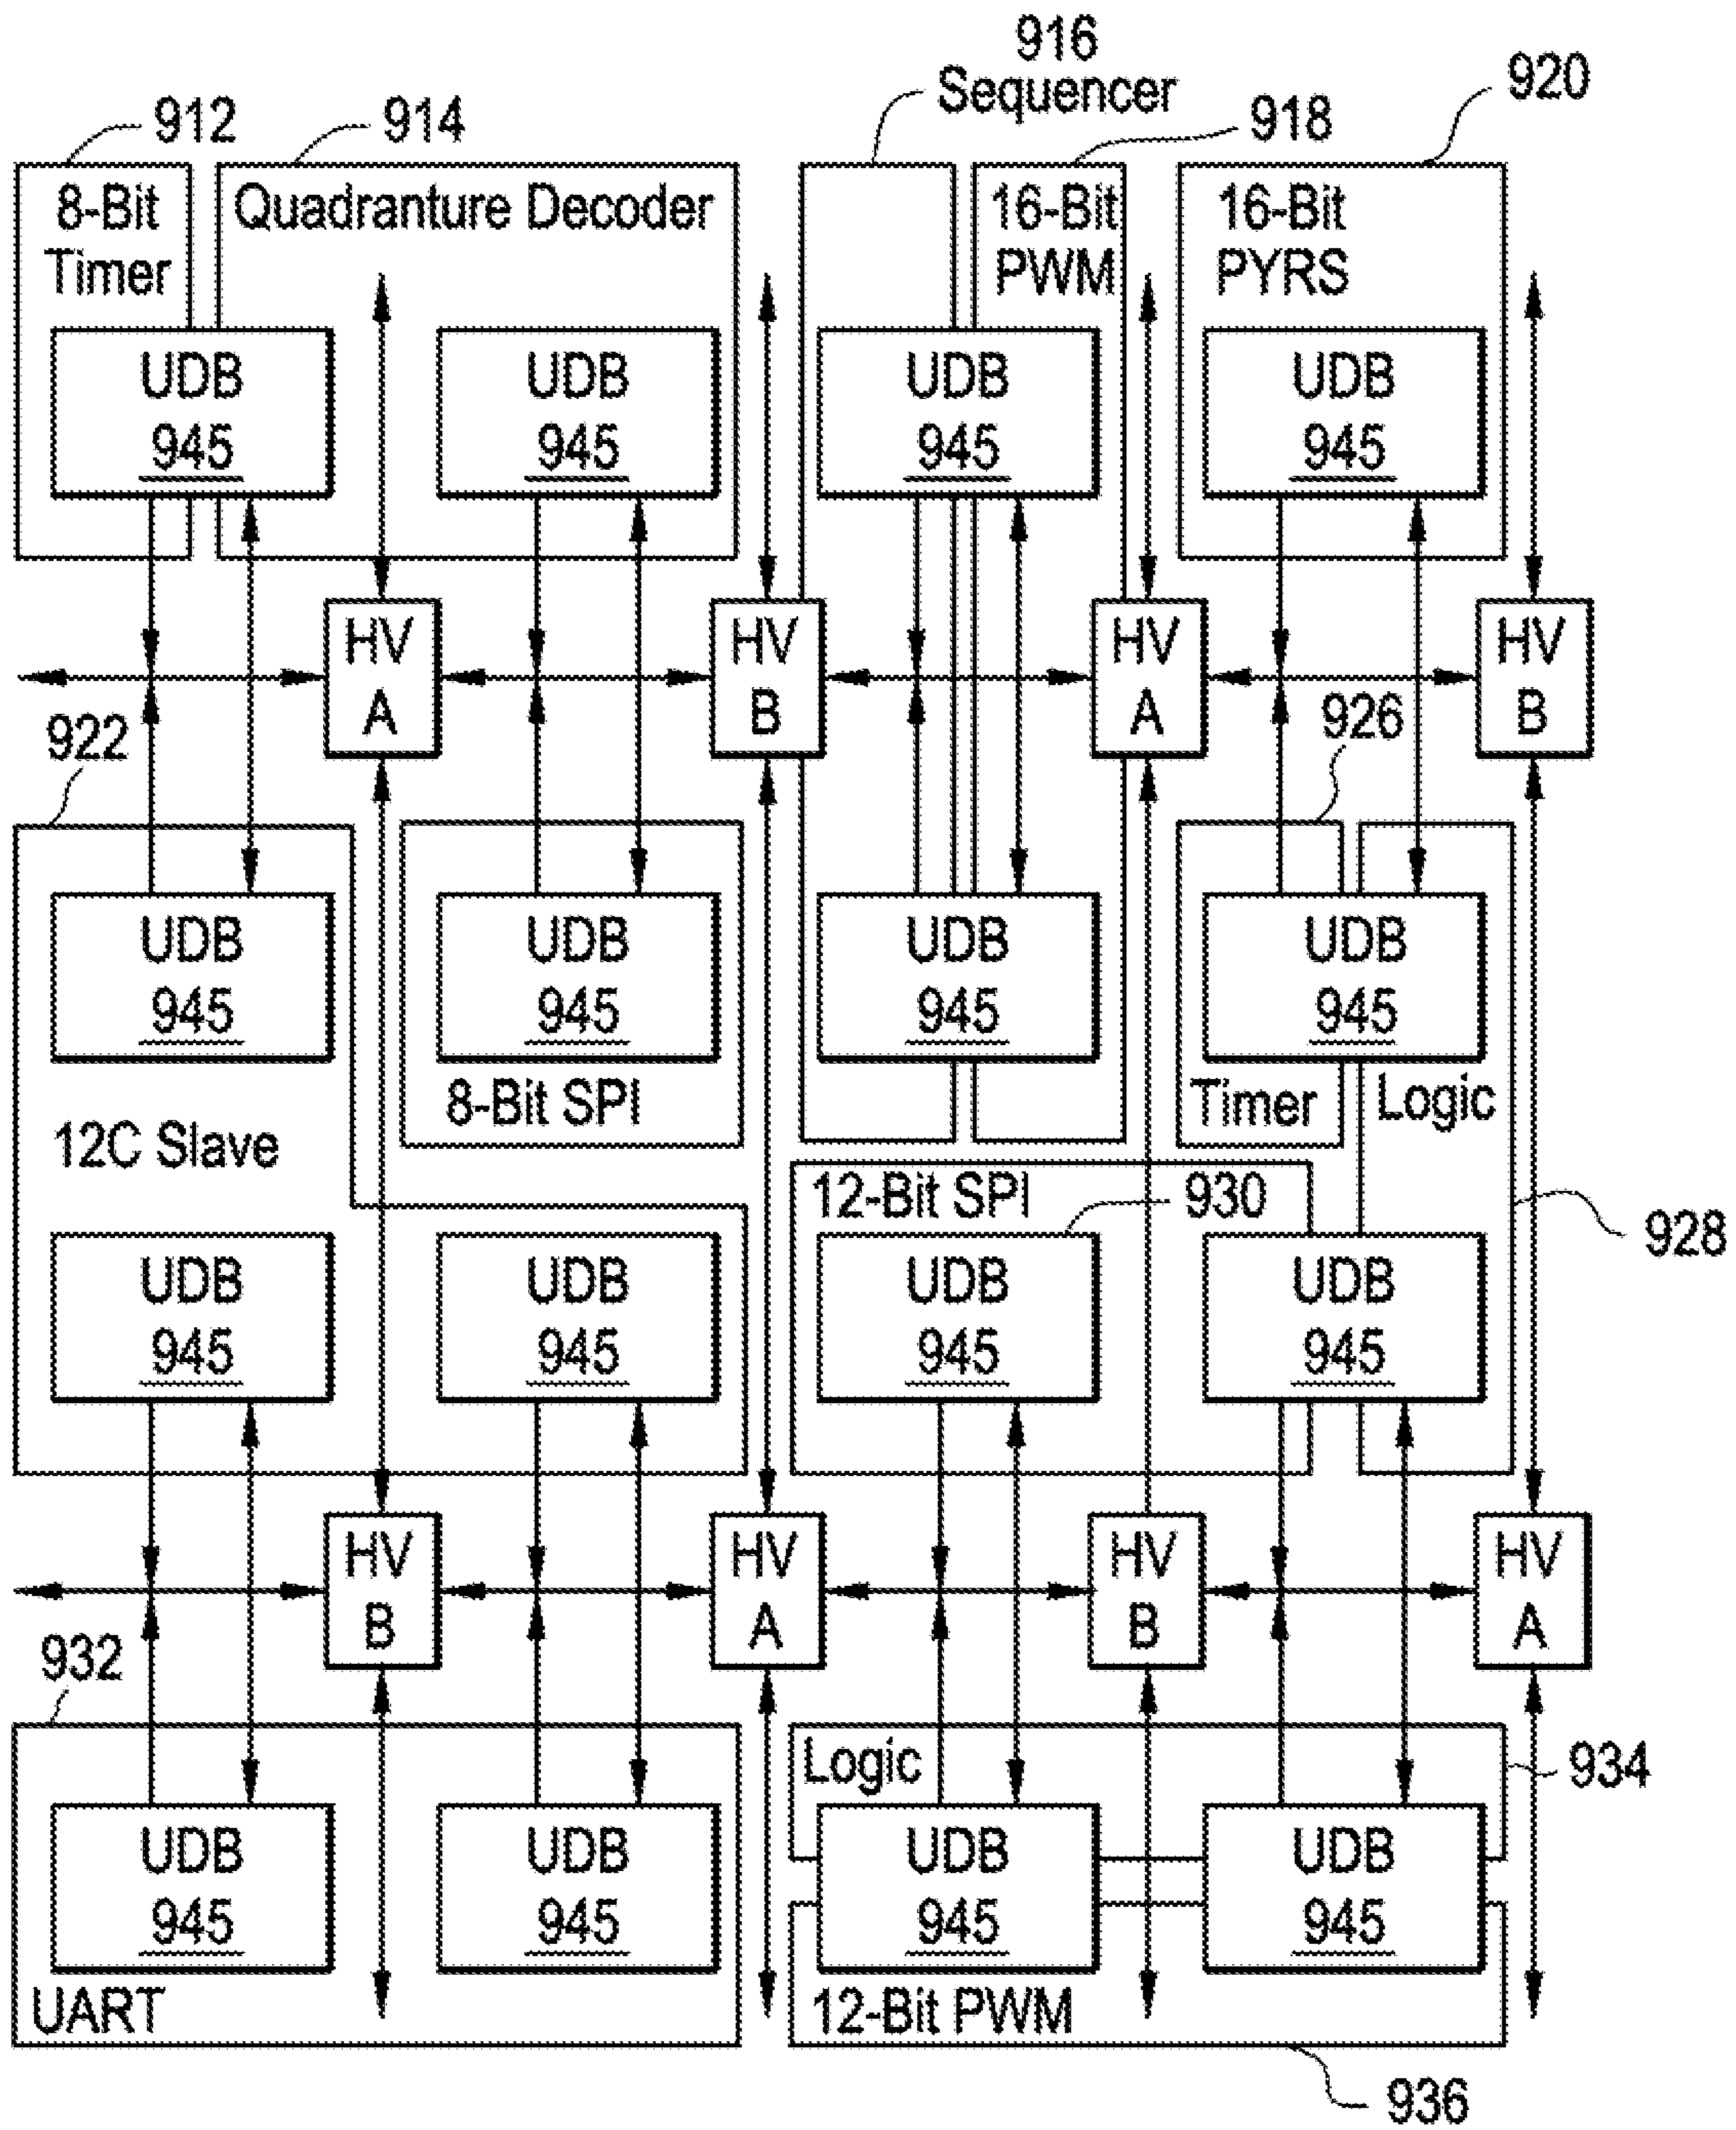 916
Sequencer
920
912
914
918
8-Bit
Timer
Quadranture Decoder
16-Bit
PWM
16-Bit
PYRS
UDB
945
UDB
945
UDB
945
UDB
945
HV
A
HV
B
HV
A
HV
B
922
926
UDB
945
UDB
945
UDB
945
UDB
945
8-Bit SPI
Timer
Logic
12C Slave
12-Bit SPI
930
928
UDB
945
UDB
945
UDB
945
UDB
945
HV
B
HV
A
HV
B
HV
A
932
Logic
934
UDB
945
UDB
945
UDB
945
UDB
945
UART
12-Bit PWM
936